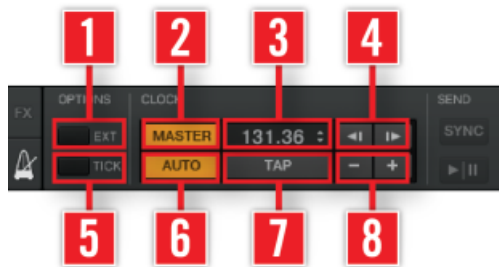 1 2 3 4
OPTIONS CLOCK SEND
FX
EXT MASTER 131.36 SYNC
TICK AUTO TAP − +
5 6 7 8